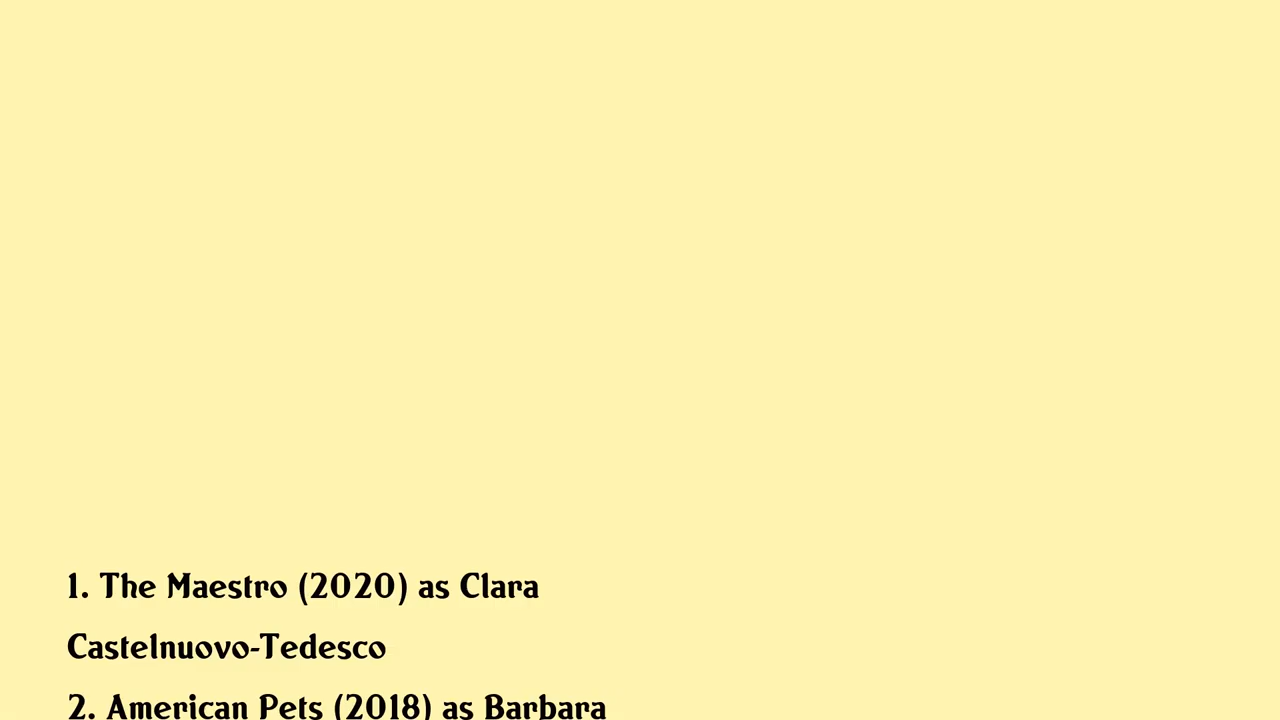 1. The Maestro (2020) as Clara
Castelnuovo-Tedesco
2. American Pets (2018) as Barbara